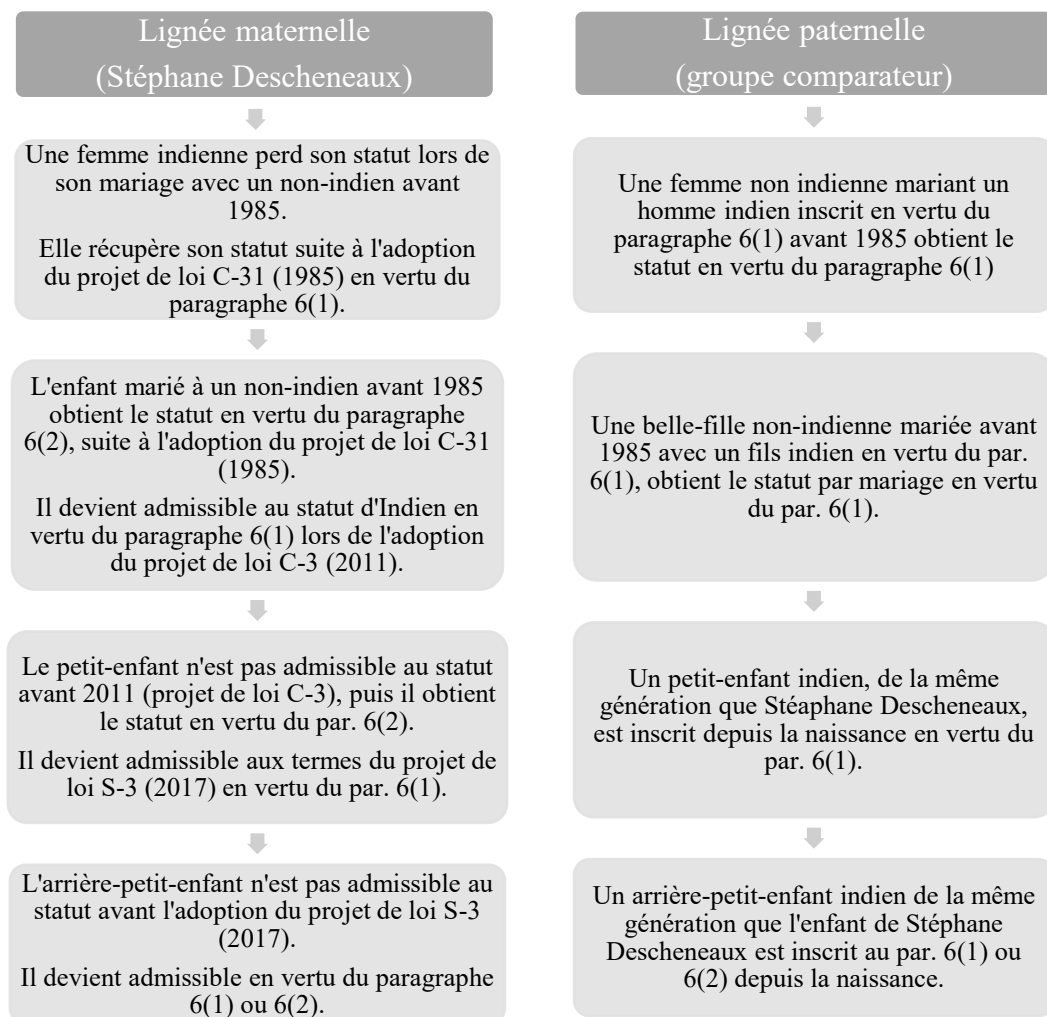 Lignée maternelle
(Stéphane Descheneaux)
Une femme indienne perd son statut lors de
son mariage avec un non-indien avant
1985.
Elle récupère son statut suite à l'adoption
du projet de loi C-31 (1985) en vertu du
paragraphe 6(1).
L'enfant marié à un non-indien avant 1985
obtient le statut en vertu du paragraphe
6(2), suite à l'adoption du projet de loi C-31
(1985).
Il devient admissible au statut d'Indien en
vertu du paragraphe 6(1) lors de l'adoption
du projet de loi C-3 (2011).
Le petit-enfant n'est pas admissible au statut
avant 2011 (projet de loi C-3), puis il obtient
le statut en vertu du par. 6(2).
Il devient admissible aux termes du projet de
loi S-3 (2017) en vertu du par. 6(1).
L'arrière-petit-enfant n'est pas admissible au
statut avant l'adoption du projet de loi S-3
(2017).
Il devient admissible en vertu du paragraphe
6(1) ou 6(2).
Lignée paternelle
(groupe comparateur)
Une femme non indienne mariant un
homme indien inscrit en vertu du
paragraphe 6(1) avant 1985 obtient le
statut en vertu du paragraphe 6(1)
Une belle-fille non-indienne mariée avant
1985 avec un fils indien en vertu du par.
6(1), obtient le statut par mariage en vertu
du par. 6(1).
Un petit-enfant indien, de la même
génération que Stéaphane Descheneaux,
est inscrit depuis la naissance en vertu du
par. 6(1).
Un arrière-petit-enfant indien de la même
génération que l'enfant de Stéphane
Descheneaux est inscrit au par. 6(1) ou
6(2) depuis la naissance.